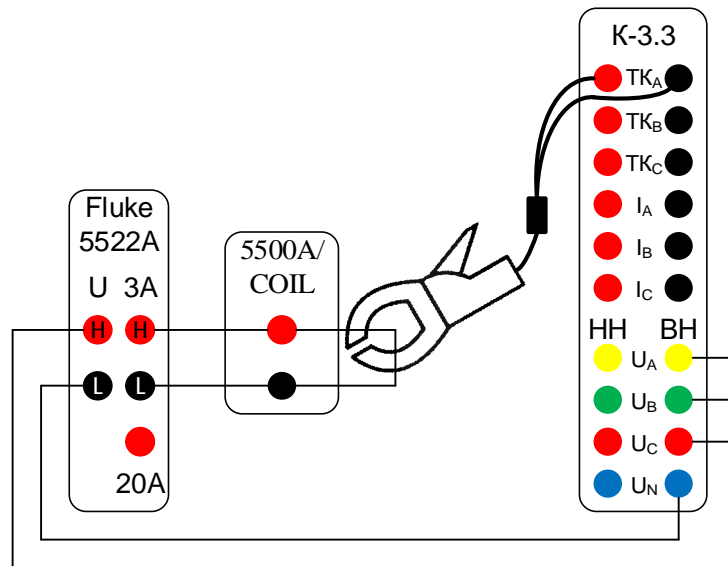 К-3.3
ТКA
ТКB
ТКC
IA
IB
IC
НН ВН
UA
UB
UC
UN
Fluke
5522A
U 3A
H H
L L
20A
5500A/
COIL